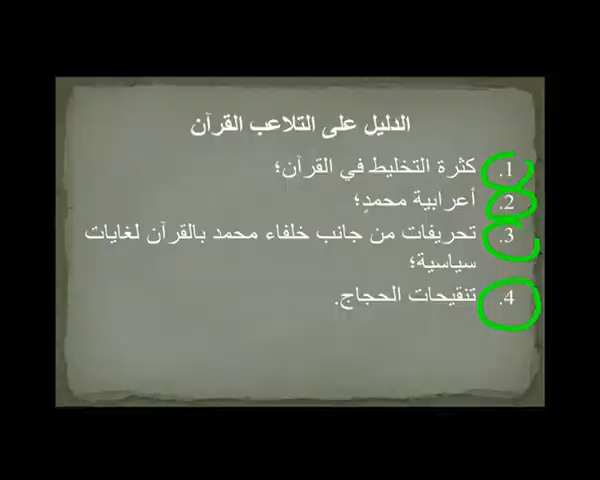 الدليل على التلاعب القرآن
1. كثرة التخليط في القرآن؛
2. أعرابية محمدٍ؛
3. تحريفات من جانب خلفاء محمد بالقرآن لغايات
سياسية؛
4. تنقيحات الحجاج.